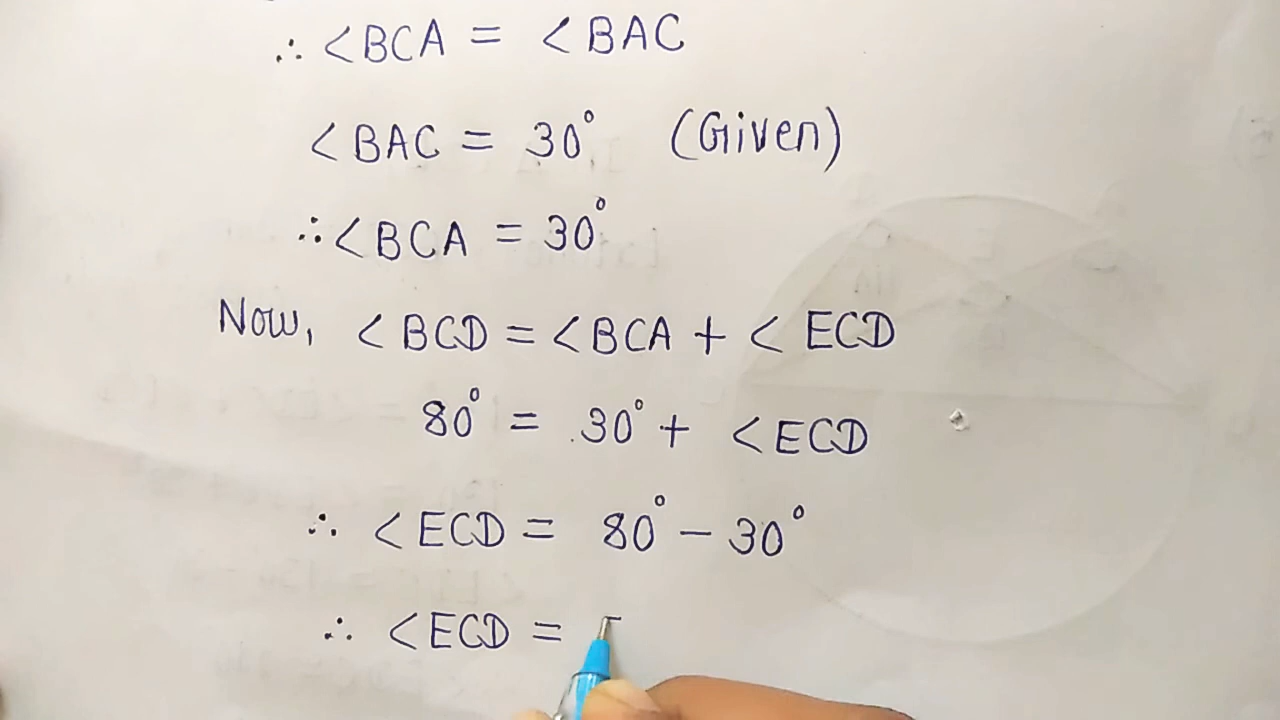 ∴ <BCA = <BAC
<BAC = 30° (Given)
∴ <BCA = 30°
Now, <BCD = <BCA + < ECD
80° = 30° + <ECD
∴ <ECD = 80° - 30°
∴ <ECD =